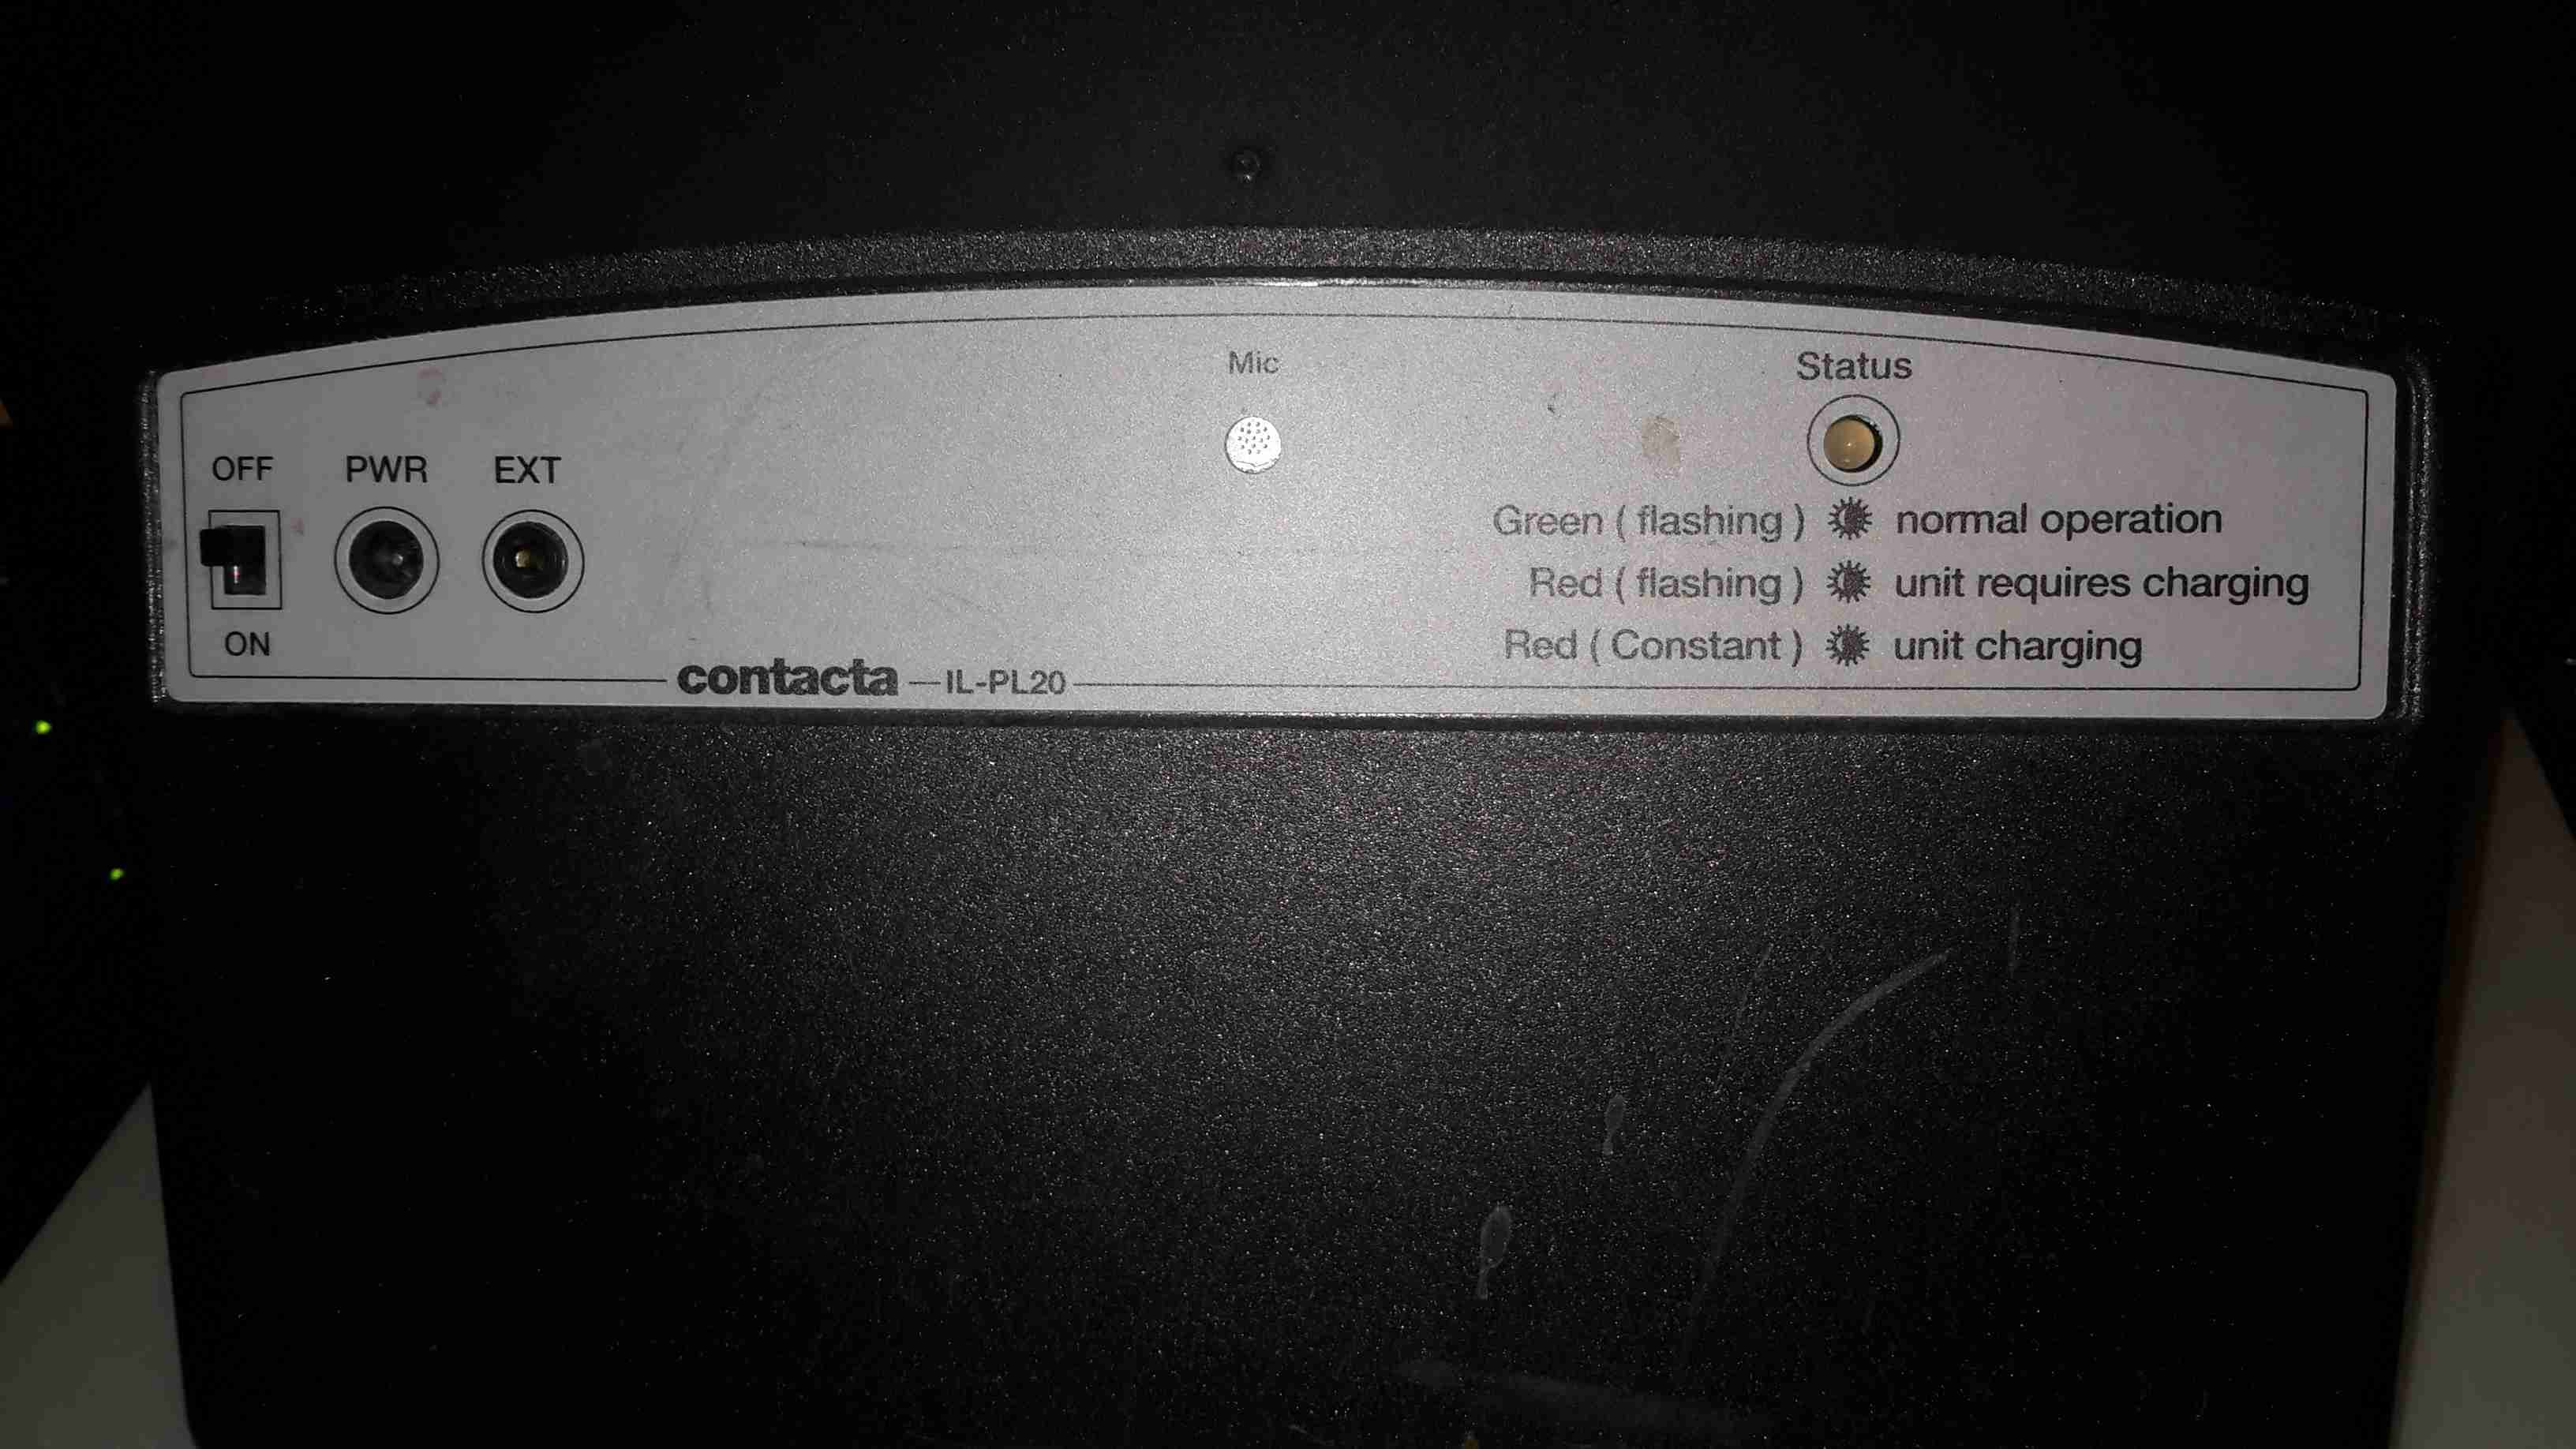 Mic
Status
OFF PWR EXT
Green ( flashing ) normal operation
Red ( flashing ) unit requires charging
Red ( Constant ) unit charging
ON
contacta IL-PL20